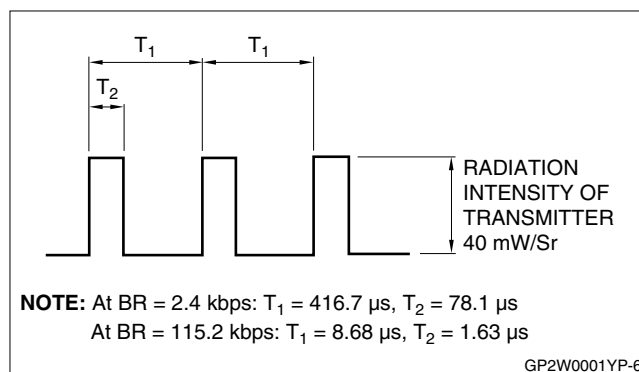 T₁ T₁
T₂
RADIATION
INTENSITY OF
TRANSMITTER
40 mW/Sr
NOTE: At BR = 2.4 kbps: T₁ = 416.7 µs, T₂ = 78.1 µs
At BR = 115.2 kbps: T₁ = 8.68 µs, T₂ = 1.63 µs
GP2W0001YP-6